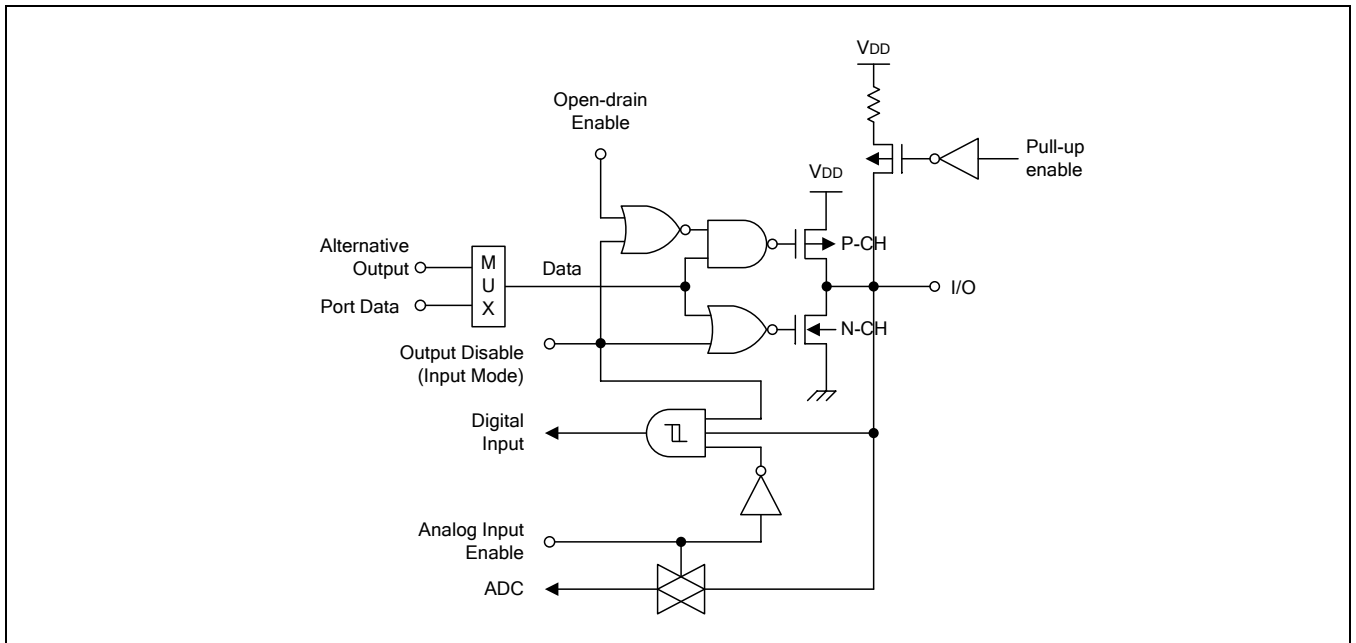 VDD
Open-drain
Enable
Pull-up
enable
VDD
P-CH
Alternative
Output
M
U
X
Data
Port Data
I/O
N-CH
Output Disable
(Input Mode)
Digital
Input
Analog Input
Enable
ADC